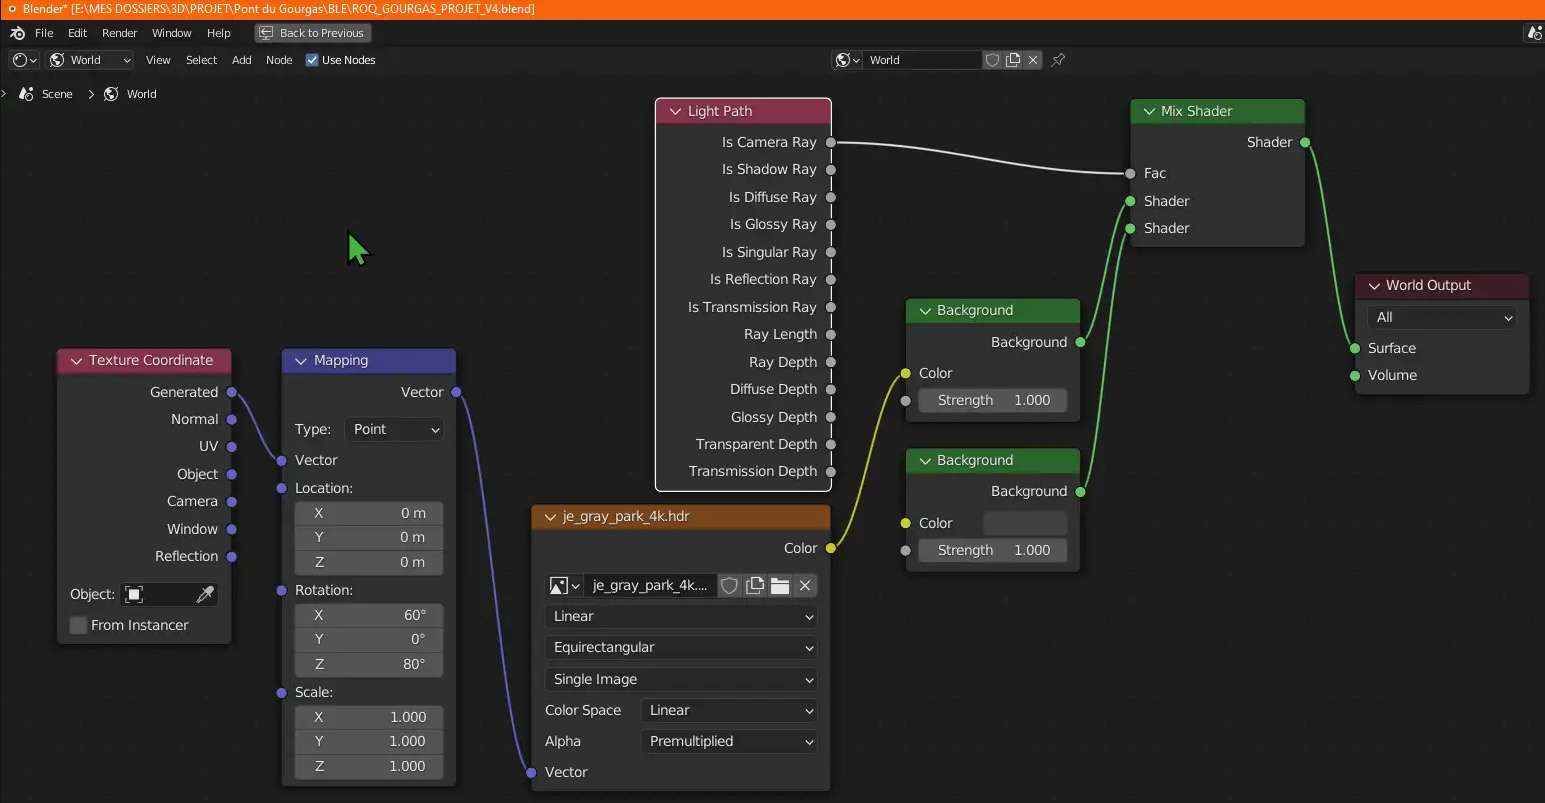 Blender* [E:\MES DOSSIERS\3D\PROJET\Pont du Gourgas\BLE\ROQ_GOURGAS_PROJET_V4.blend]
File Edit Render Window Help Back to Previous
World View Select Add Node Use Nodes World
Scene World
Light Path
Is Camera Ray
Is Shadow Ray
Is Diffuse Ray
Is Glossy Ray
Is Singular Ray
Is Reflection Ray
Is Transmission Ray
Ray Length
Ray Depth
Diffuse Depth
Glossy Depth
Transparent Depth
Transmission Depth
Mix Shader
Shader
Fac
Shader
Shader
World Output
All
Surface
Volume
Background
Background
Color
Strength 1.000
Background
Background
Color
Strength 1.000
Texture Coordinate
Generated
Normal
UV
Object
Camera
Window
Reflection
Object:
From Instancer
Mapping
Vector
Type: Point
Vector
Location:
X 0 m
Y 0 m
Z 0 m
Rotation:
X 60°
Y 0°
Z 80°
Scale:
X 1.000
Y 1.000
Z 1.000
je_gray_park_4k.hdr
Color
je_gray_park_4k....
Linear
Equirectangular
Single Image
Color Space Linear
Alpha Premultiplied
Vector